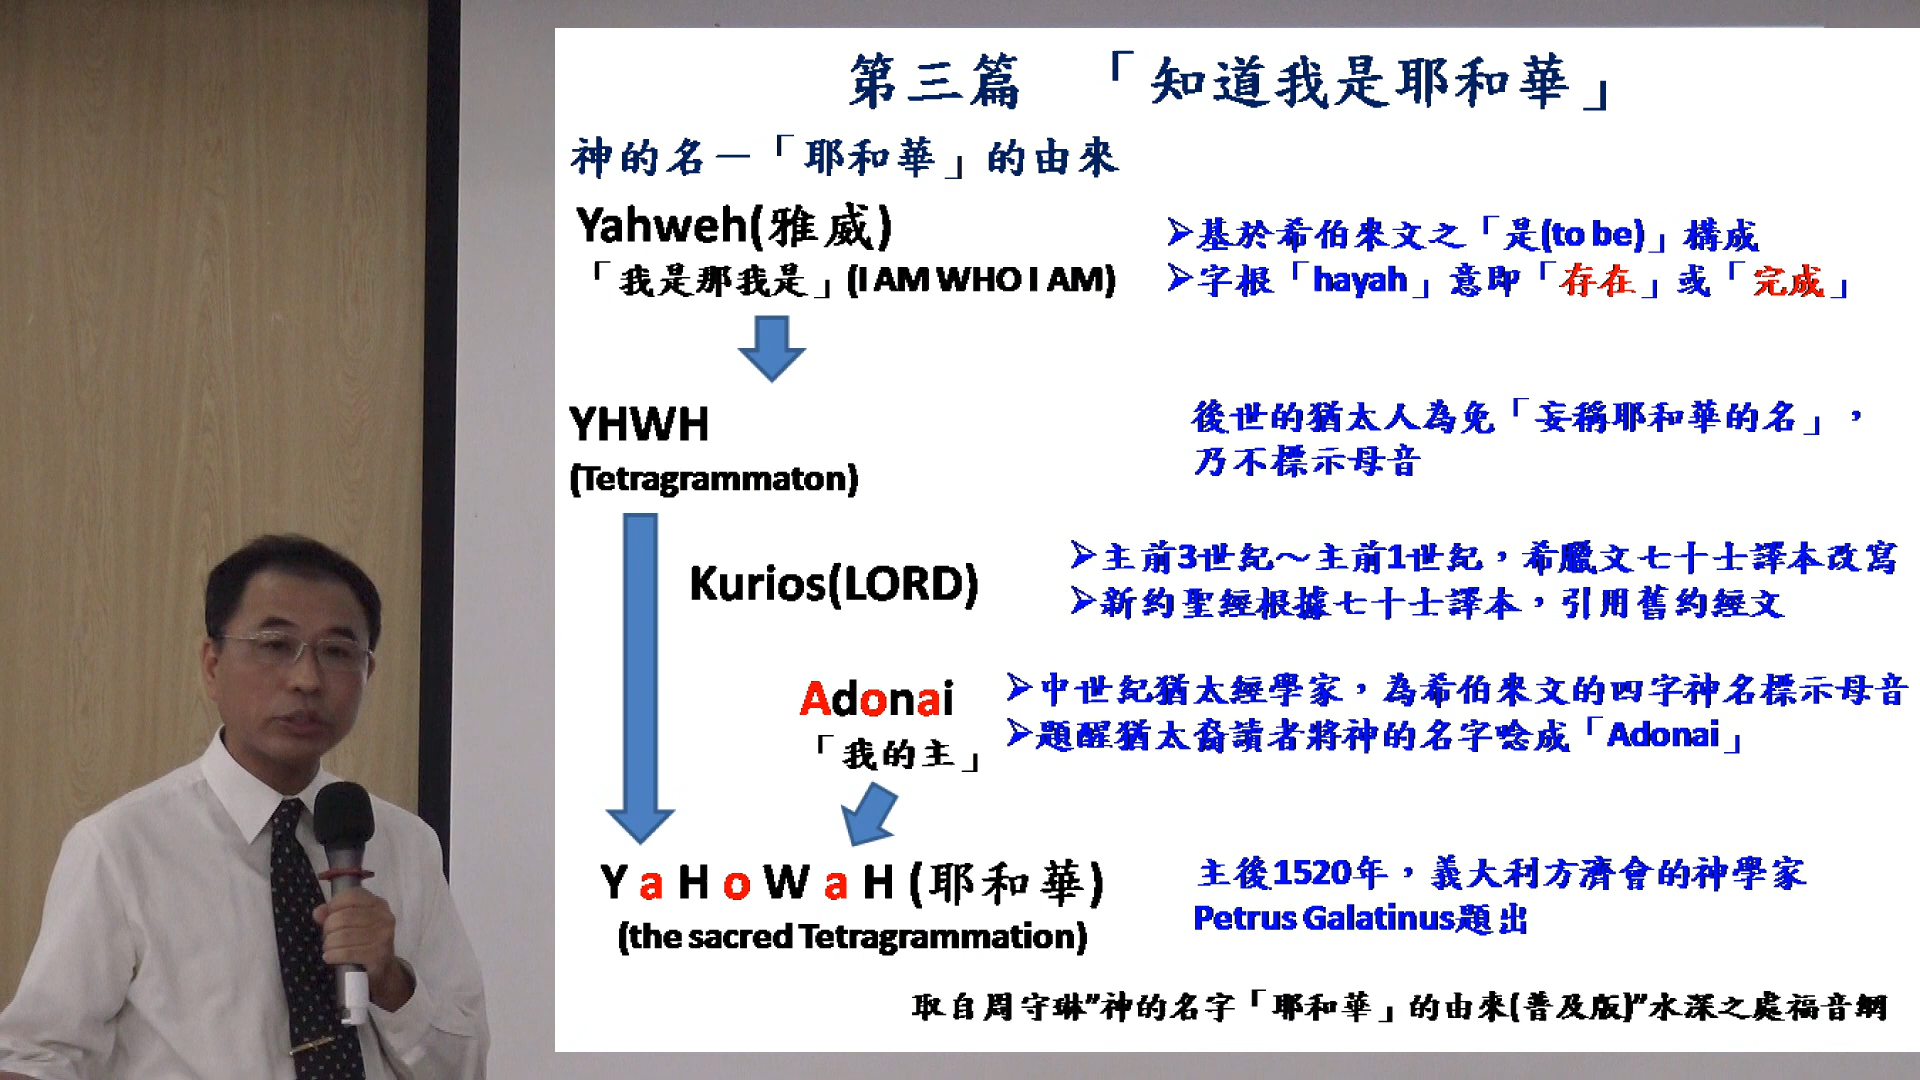 第三篇 「知道我是耶和華」
神的名－「耶和華」的由來
Yahweh(雅威)
「我是那我是」(I AM WHO I AM)
➢基於希伯來文之「是(to be)」構成
➢字根「hayah」意即「存在」或「完成」
YHWH
(Tetragrammaton)
後世的猶太人為免「妄稱耶和華的名」，
乃不標示母音
Kurios(LORD)
➢主前3世紀～主前1世紀，希臘文七十士譯本改寫
➢新約聖經根據七十士譯本，引用舊約經文
Adonai
「我的主」
➢中世紀猶太經學家，為希伯來文的四字神名標示母音
➢題醒猶太裔讀者將神的名字唸成「Adonai」
Y a H o W a H (耶和華)
(the sacred Tetragrammation)
主後1520年，義大利方濟會的神學家
Petrus Galatinus題出
取自周守琳”神的名字「耶和華」的由來(普及版)”水深之處福音網